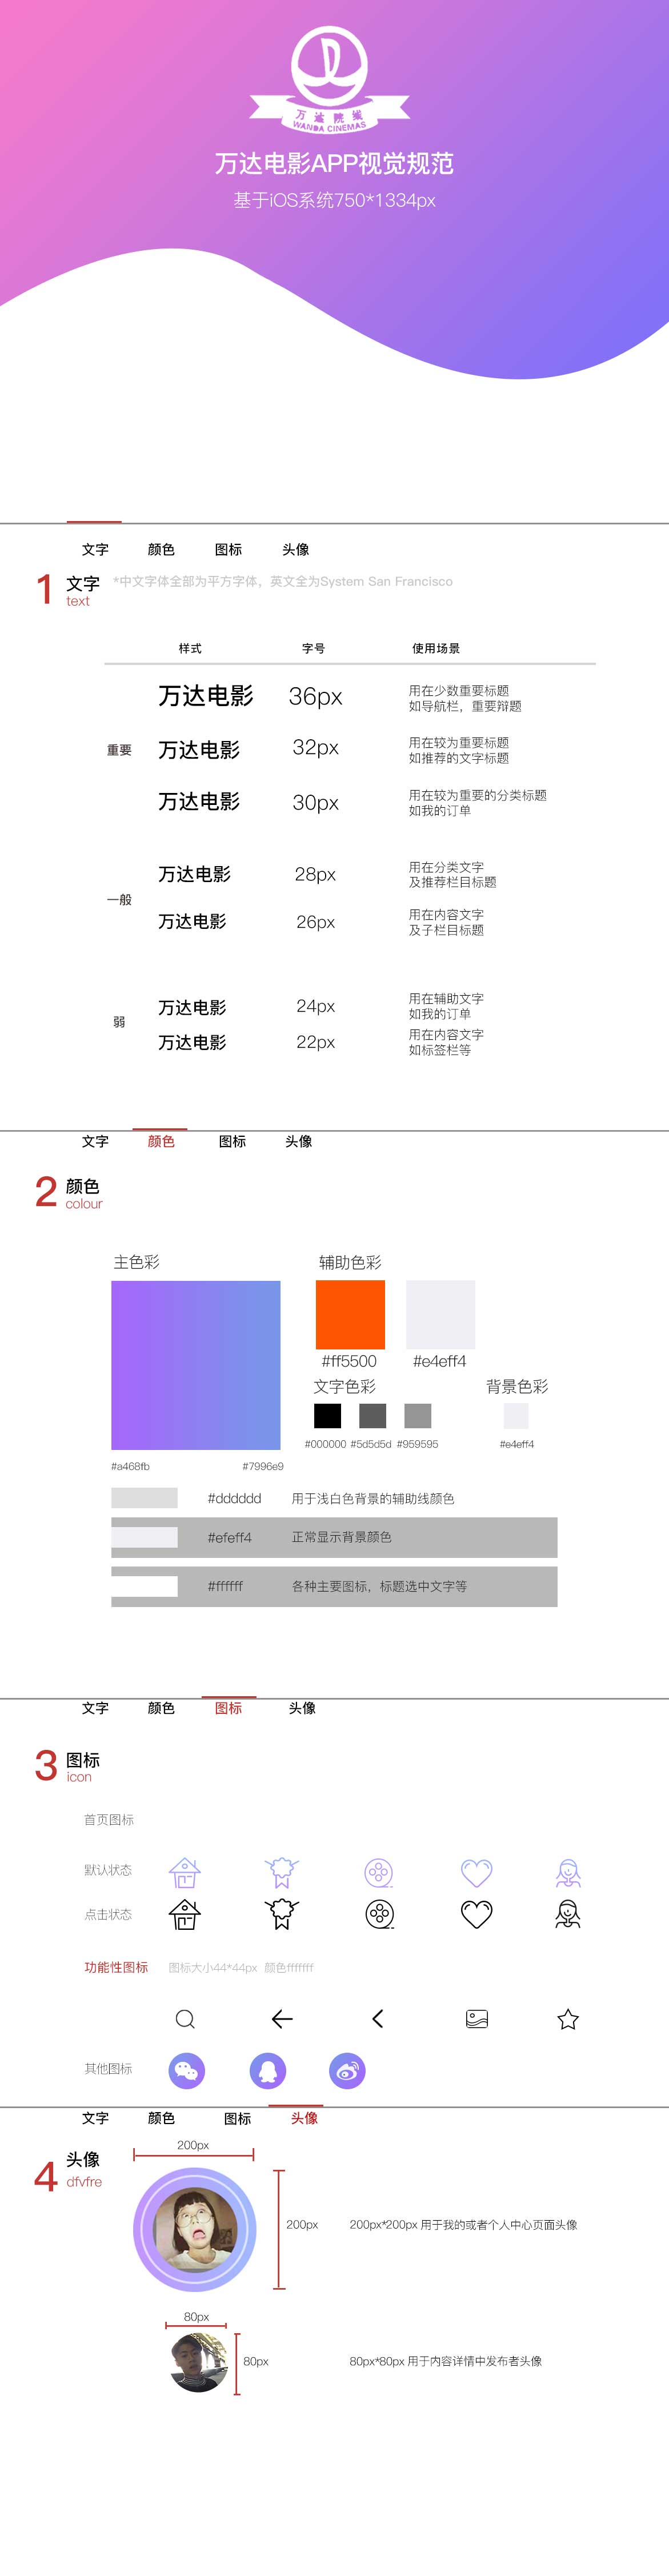 万达院线
WANDA CINEMAS
万达电影APP视觉规范
基于iOS系统750*1334px
文字 颜色 图标 头像
1 文字 *中文字体全部为平方字体，英文全为System San Francisco
text
样式 字号 使用场景
重要
万达电影 36px 用在少数重要标题
如导航栏，重要辩题
万达电影 32px 用在较为重要标题
如推荐的文字标题
万达电影 30px 用在较为重要的分类标题
如我的订单
一般
万达电影 28px 用在分类文字
及推荐栏目标题
万达电影 26px 用在内容文字
及子栏目标题
弱
万达电影 24px 用在辅助文字
如我的订单
万达电影 22px 用在内容文字
如标签栏等
文字 颜色 图标 头像
2 颜色
colour
主色彩 辅助色彩
#ff5500 #e4eff4
文字色彩 背景色彩
#000000 #5d5d5d #959595 #e4eff4
#a468fb #7996e9
#dddddd 用于浅白色背景的辅助线颜色
#efeff4 正常显示背景颜色
#ffffff 各种主要图标，标题选中文字等
文字 颜色 图标 头像
3 图标
icon
首页图标
默认状态
点击状态
功能性图标 图标大小44*44px 颜色fffffff
其他图标
文字 颜色 图标 头像
4 头像
dfvfre
200px
200px 200px*200px 用于我的或者个人中心页面头像
80px
80px 80px*80px 用于内容详情中发布者头像